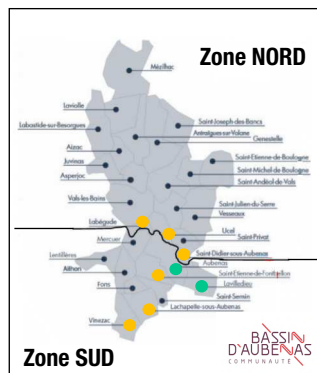 Zone NORD
Mézilhac
Laviolle
Saint-Joseph des Bancs
Labastide-sur-Besorgues
Antraigues-sur-Volane
Genestelle
Aizac
Saint-Etienne de Boulogne
Juvinas
Saint-Michel de Boulogne
Asperjoc
Saint-Andéol de Vals
Vals-les-Bains
Saint-Julien du Serre
Vesseaux
Labégude
Ucel
Mercuer
Saint-Privat
Saint-Didier sous Aubenas
Lentillères
Aubenas
Ailhon
Saint-Etienne-de-Fontbellon
Fons
Lavilledieu
Saint-Sernin
Lachapelle-sous-Aubenas
Vinezac
Zone SUD
BASSIN
D'AUBENAS
COMMUNAUTÉ